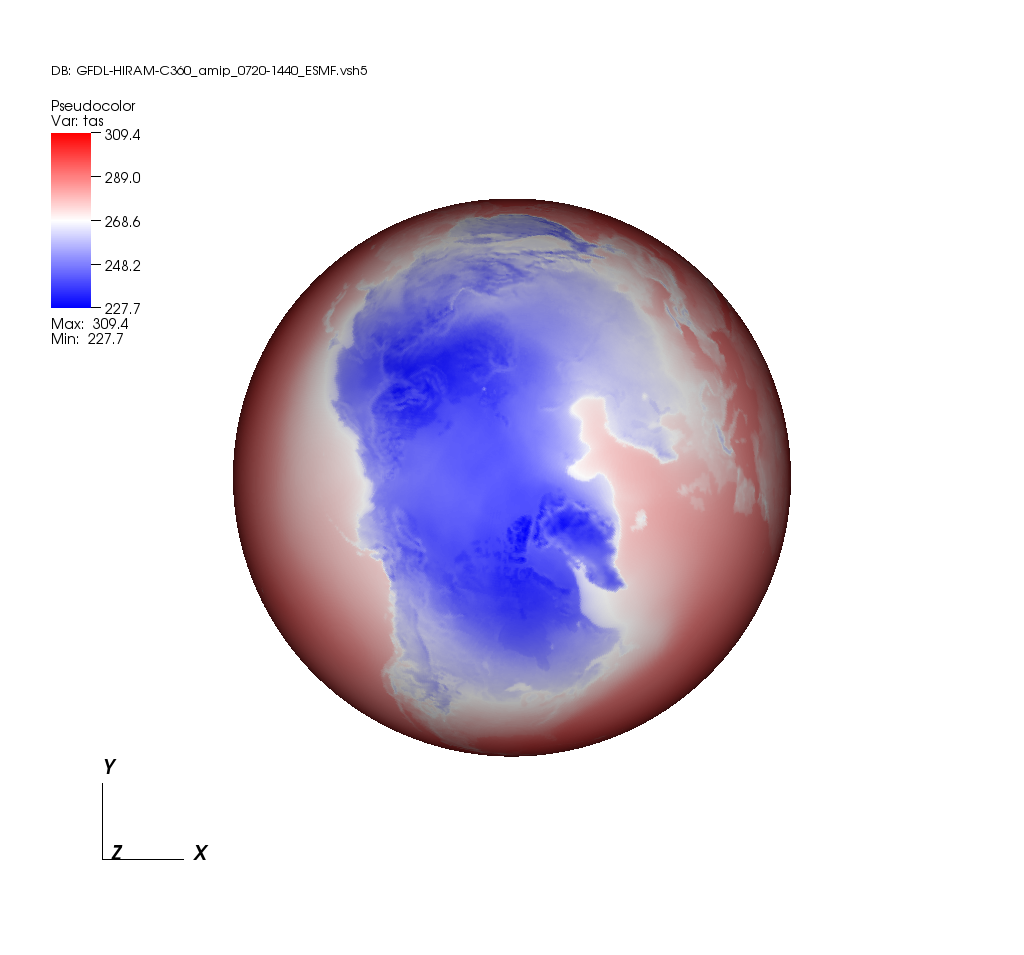 DB: GFDL-HIRAM-C360_amip_0720-1440_ESMF.vsh5
Pseudocolor
Var: tas
309.4
289.0
268.6
248.2
227.7
Max: 309.4
Min: 227.7
Y
Z
X